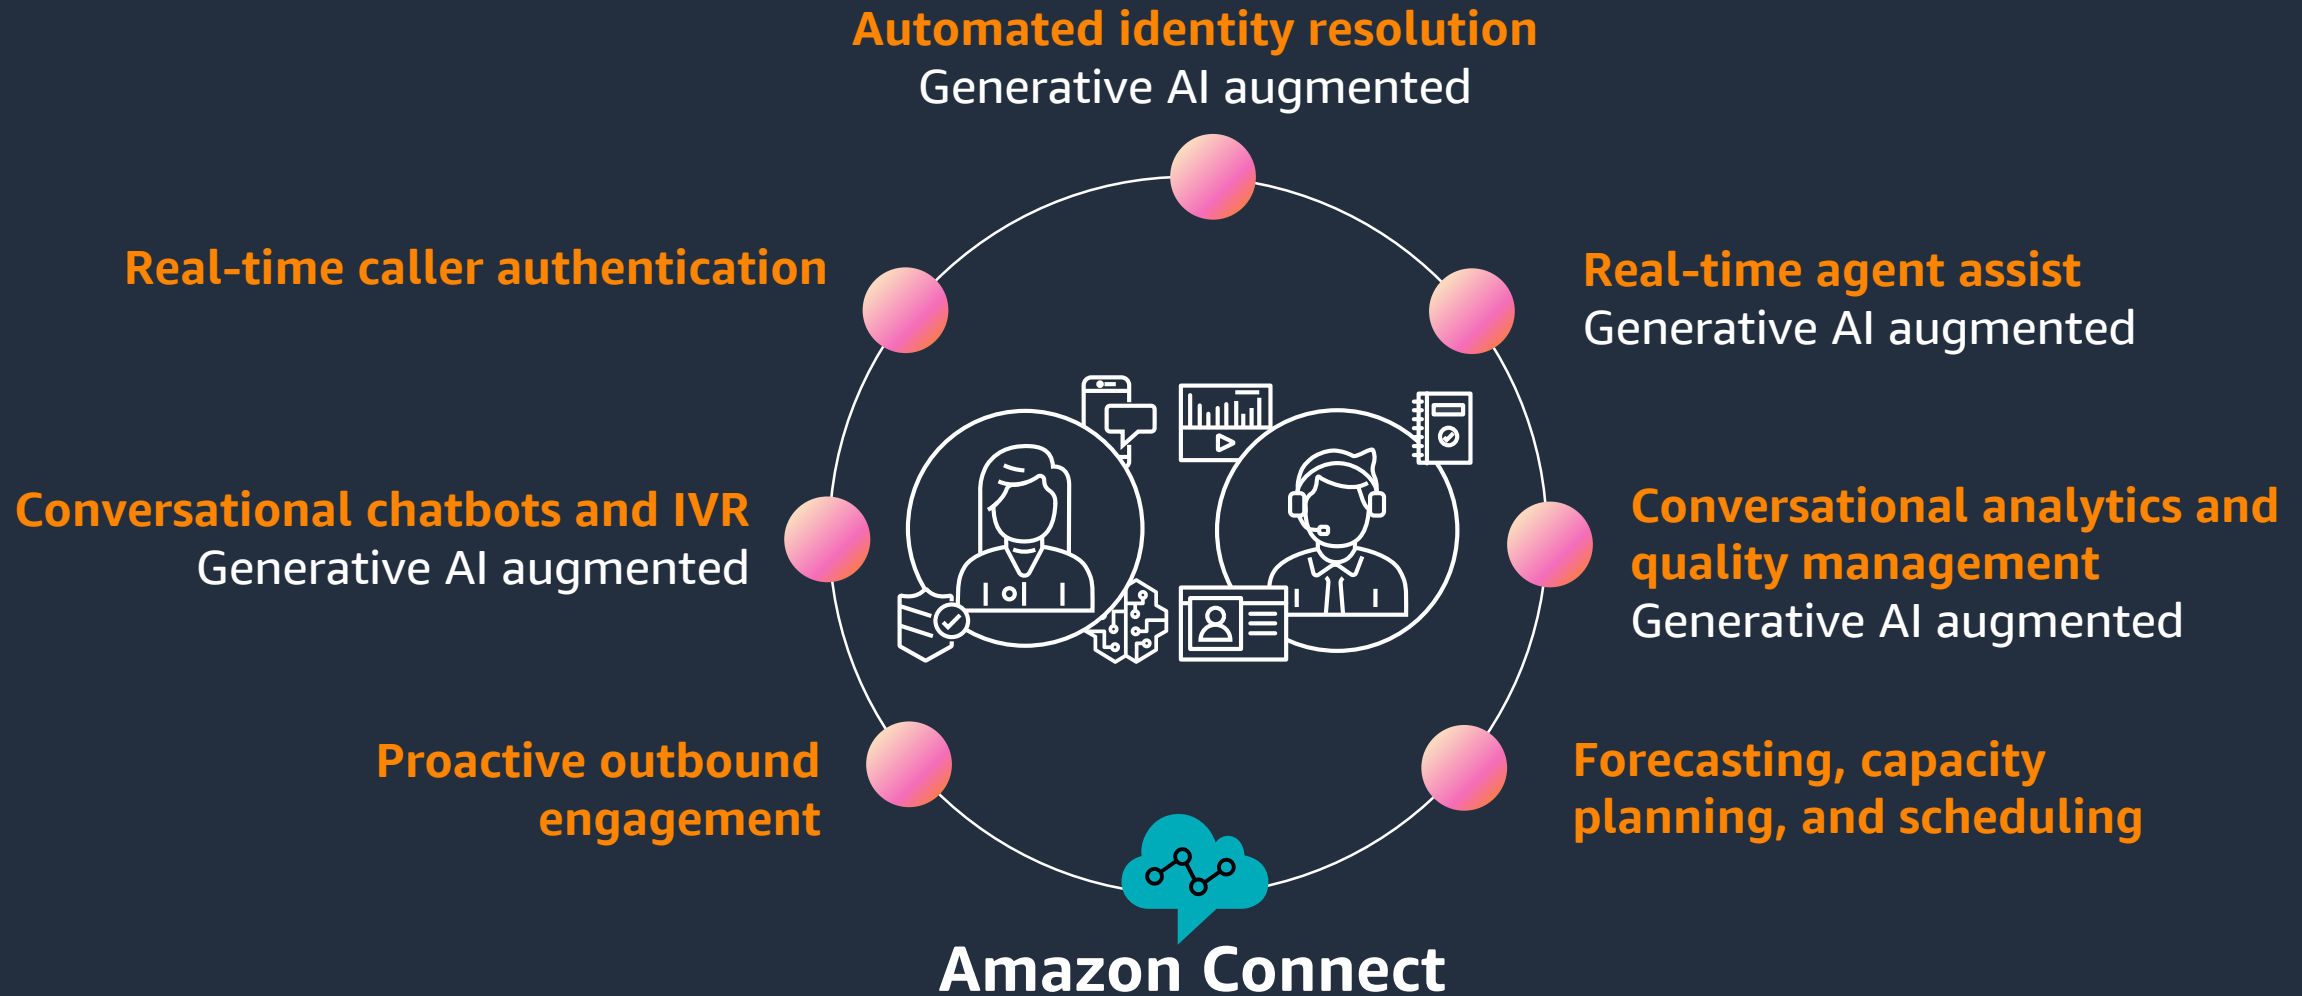 Automated identity resolution
Generative AI augmented
Real-time caller authentication
Real-time agent assist
Generative AI augmented
Conversational chatbots and IVR
Generative AI augmented
Conversational analytics and
quality management
Generative AI augmented
Proactive outbound
engagement
Forecasting, capacity
planning, and scheduling
Amazon Connect